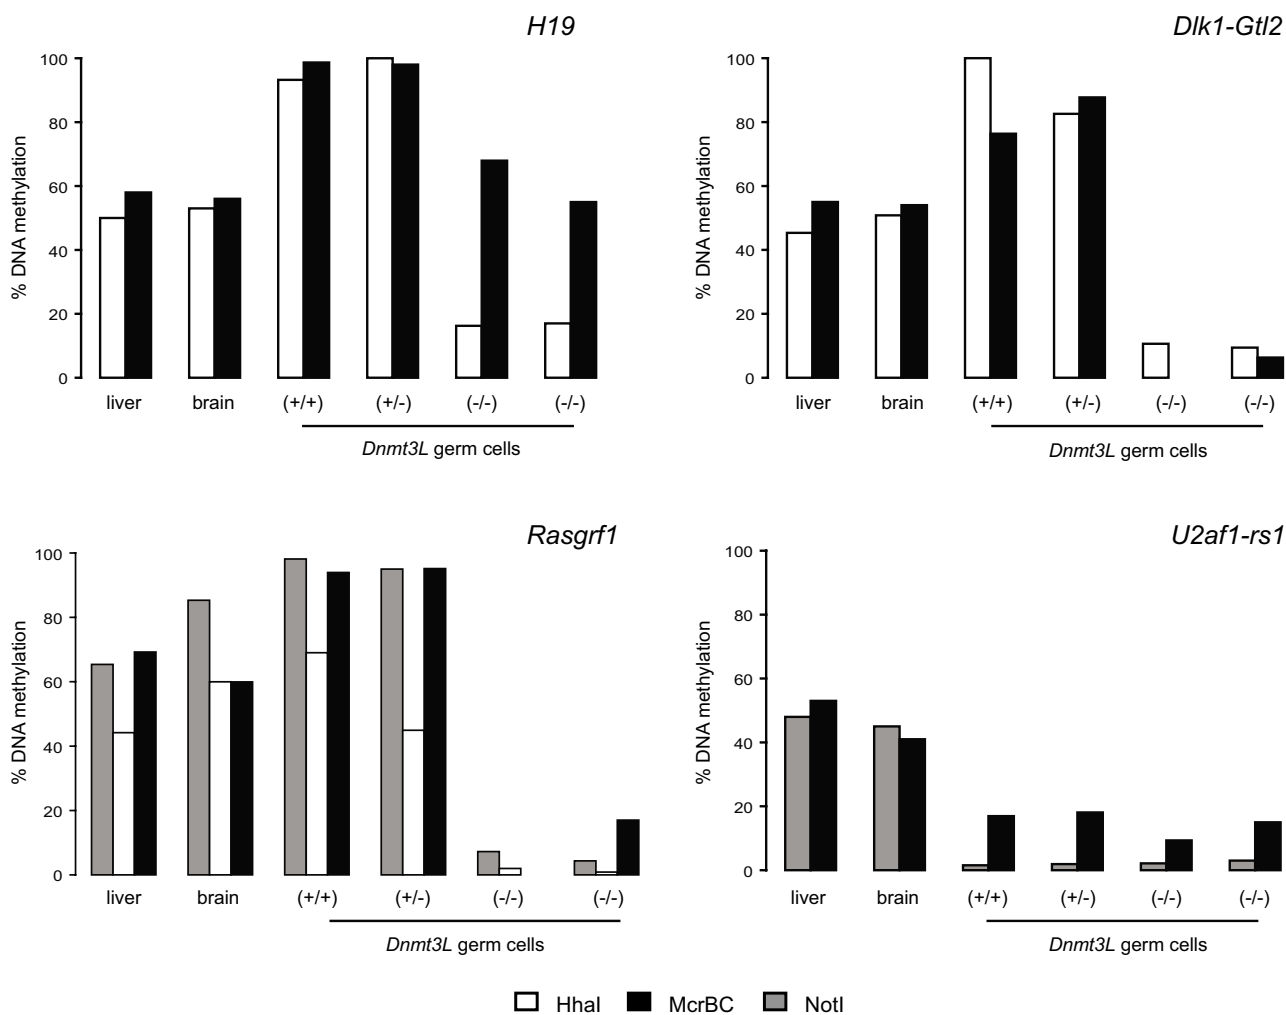 H19
100
80
60
40
20
0
% DNA methylation
liver brain (+/+) (+/-) (-/-) (-/-)
Dnmt3L germ cells
Dlk1-Gtl2
100
80
60
40
20
0
% DNA methylation
liver brain (+/+) (+/-) (-/-) (-/-)
Dnmt3L germ cells
Rasgrf1
100
80
60
40
20
0
% DNA methylation
liver brain (+/+) (+/-) (-/-) (-/-)
Dnmt3L germ cells
U2af1-rs1
100
80
60
40
20
0
% DNA methylation
liver brain (+/+) (+/-) (-/-) (-/-)
Dnmt3L germ cells
HhaI McrBC NotI